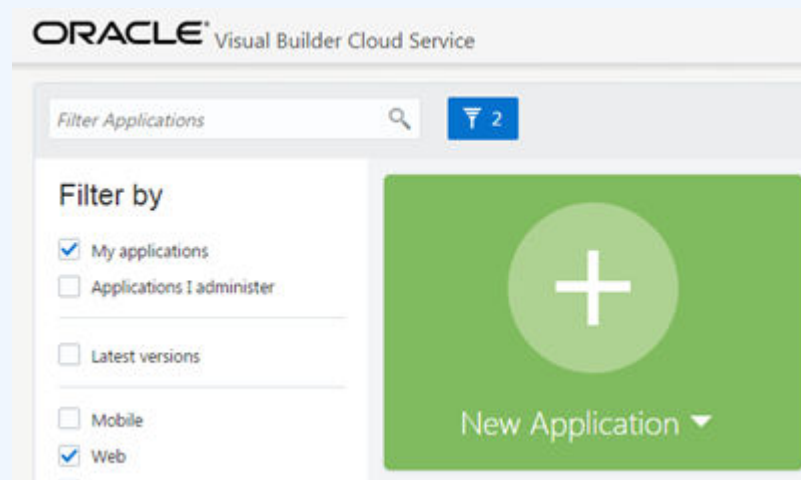 ORACLE Visual Builder Cloud Service
Filter Applications
2
Filter by
My applications
Applications I administer
Latest versions
Mobile
Web
New Application